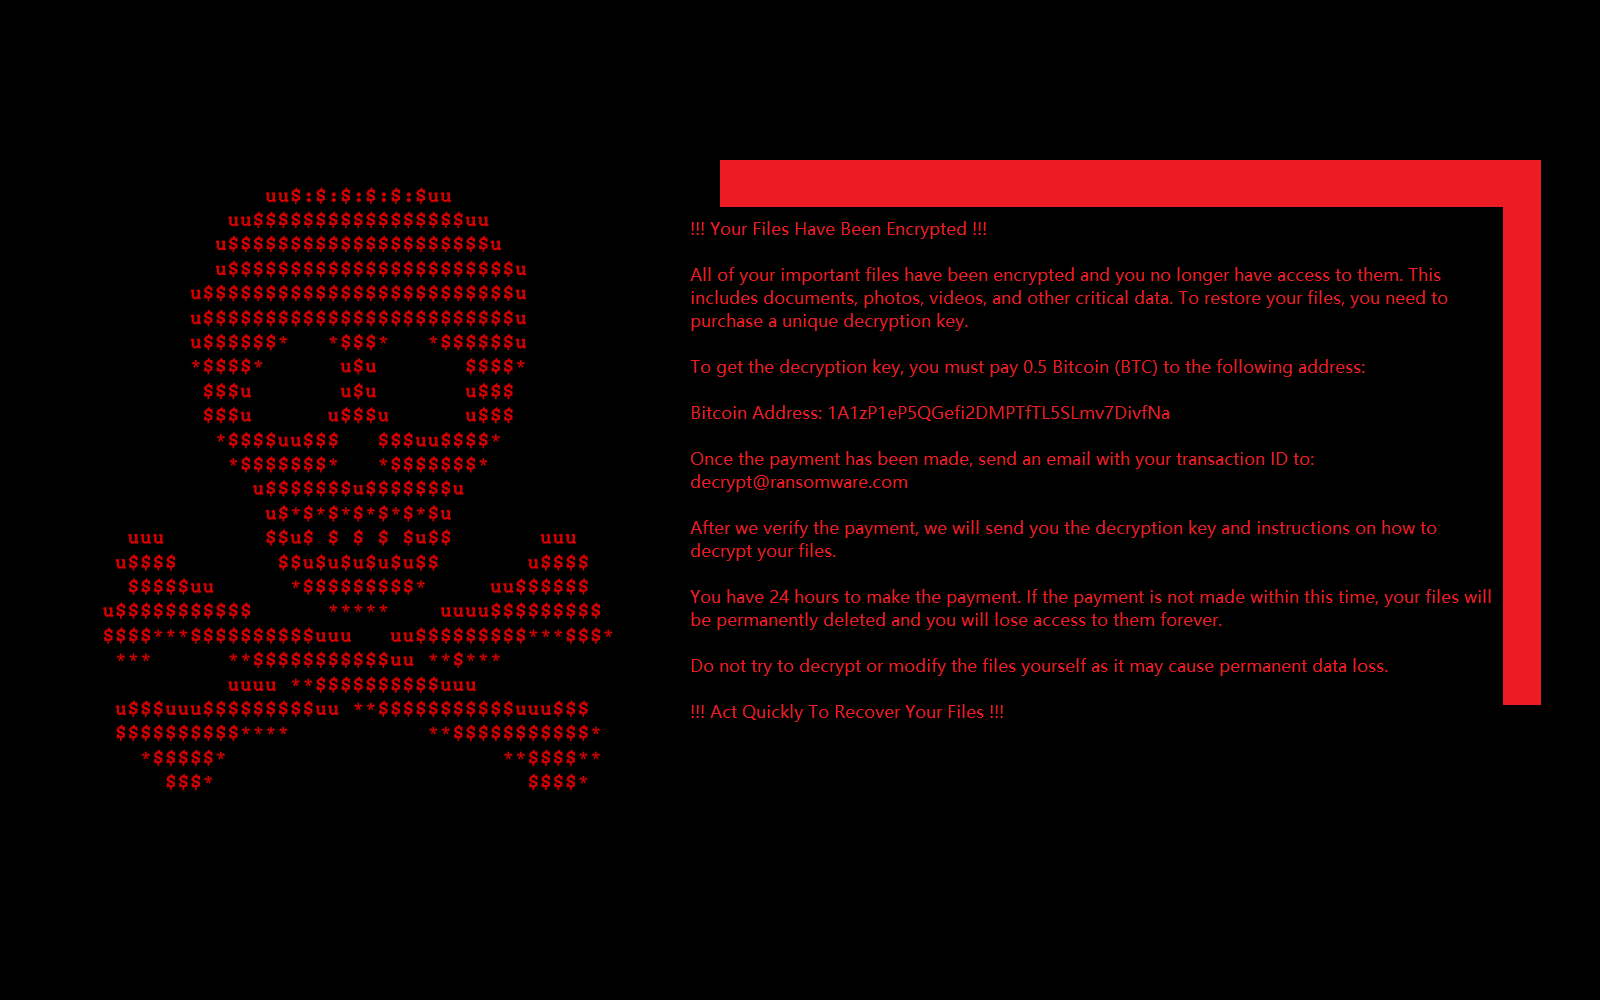 uu$:$:$:$:$:$uu
uu$$$$$$$$$$$$$$$$$uu
u$$$$$$$$$$$$$$$$$$$$$u
u$$$$$$$$$$$$$$$$$$$$$$$u
u$$$$$$$$$$$$$$$$$$$$$$$$$u
u$$$$$$$$$$$$$$$$$$$$$$$$$u
u$$$$$$*   *$$$*   *$$$$$$u
*$$$$*      u$u       $$$$*
$$$u       u$u       u$$$
$$$u      u$$$u      u$$$
*$$$$uu$$$   $$$uu$$$$*
*$$$$$$$*   *$$$$$$$*
u$$$$$$$u$$$$$$$u
u$*$*$*$*$*$*$u
uuu        $$u$ $ $ $ $u$$       uuu
u$$$$        $$u$u$u$u$u$$       u$$$$
$$$$$uu      *$$$$$$$$$*     uu$$$$$$
u$$$$$$$$$$$      *****    uuuu$$$$$$$$$
$$$$***$$$$$$$$$$uuu   uu$$$$$$$$$***$$$*
***      **$$$$$$$$$$$uu **$***
uuuu **$$$$$$$$$$uuu
u$$$uuu$$$$$$$$$uu **$$$$$$$$$$$uuu$$$
$$$$$$$$$$****           **$$$$$$$$$$$*
*$$$$$*                      **$$$$**
$$$*                         $$$$*
!!! Your Files Have Been Encrypted !!!
All of your important files have been encrypted and you no longer have access to them. This
includes documents, photos, videos, and other critical data. To restore your files, you need to
purchase a unique decryption key.
To get the decryption key, you must pay 0.5 Bitcoin (BTC) to the following address:
Bitcoin Address: 1A1zP1eP5QGefi2DMPTfTL5SLmv7DivfNa
Once the payment has been made, send an email with your transaction ID to:
decrypt@ransomware.com
After we verify the payment, we will send you the decryption key and instructions on how to
decrypt your files.
You have 24 hours to make the payment. If the payment is not made within this time, your files will
be permanently deleted and you will lose access to them forever.
Do not try to decrypt or modify the files yourself as it may cause permanent data loss.
!!! Act Quickly To Recover Your Files !!!